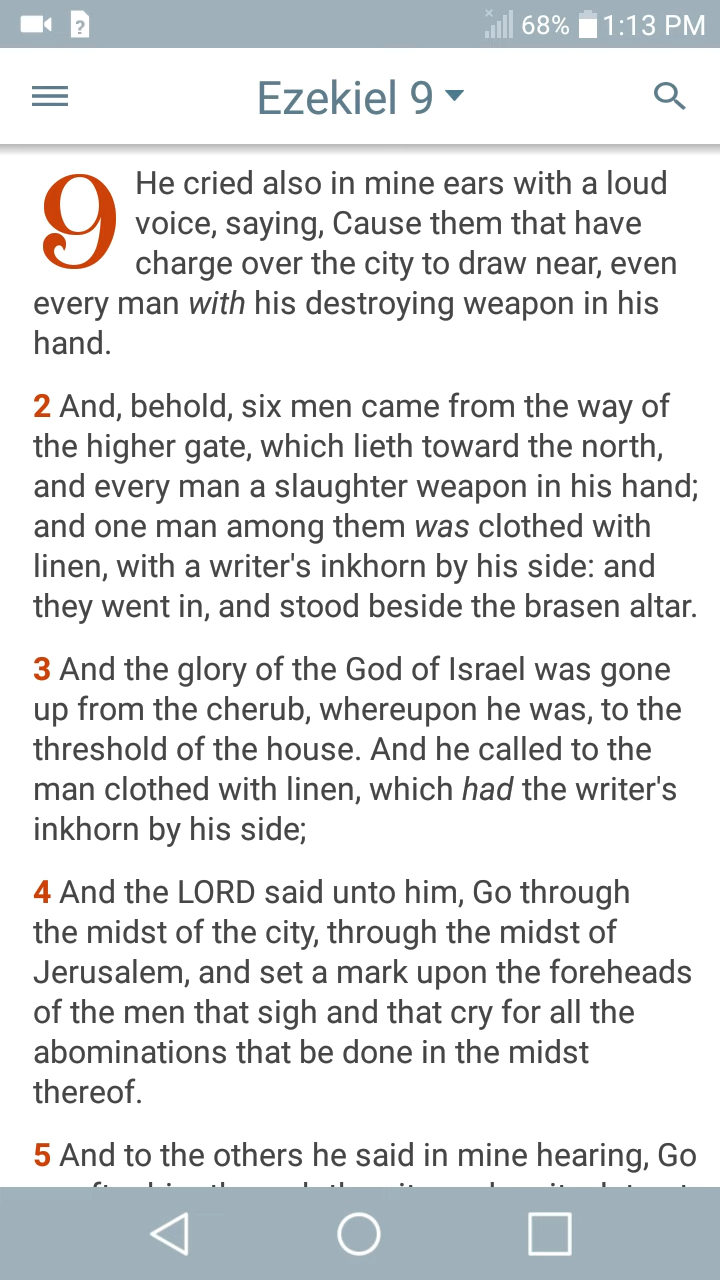 68% 1:13 PM
Ezekiel 9
9 He cried also in mine ears with a loud
voice, saying, Cause them that have
charge over the city to draw near, even
every man with his destroying weapon in his
hand.
2 And, behold, six men came from the way of
the higher gate, which lieth toward the north,
and every man a slaughter weapon in his hand;
and one man among them was clothed with
linen, with a writer's inkhorn by his side: and
they went in, and stood beside the brasen altar.
3 And the glory of the God of Israel was gone
up from the cherub, whereupon he was, to the
threshold of the house. And he called to the
man clothed with linen, which had the writer's
inkhorn by his side;
4 And the LORD said unto him, Go through
the midst of the city, through the midst of
Jerusalem, and set a mark upon the foreheads
of the men that sigh and that cry for all the
abominations that be done in the midst
thereof.
5 And to the others he said in mine hearing, Go